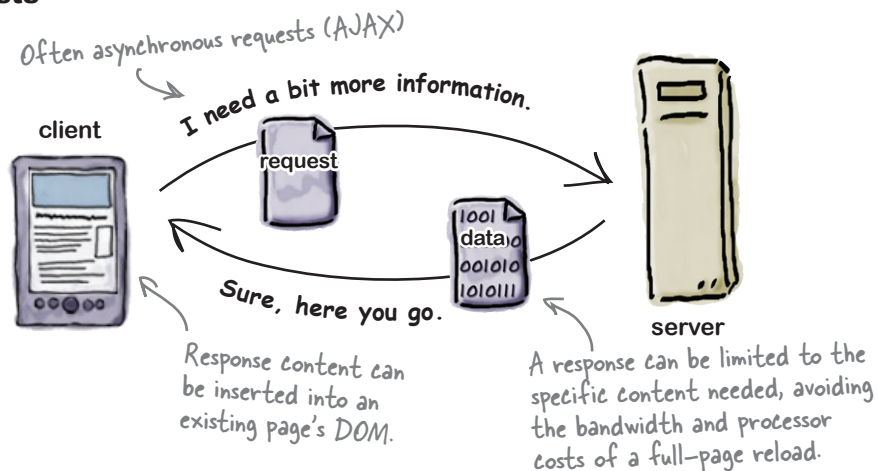 Often asynchronous requests (AJAX)
I need a bit more information.
client
request
1001
data0
001010
101011
Sure, here you go.
server
Response content can
be inserted into an
existing page's DOM.
A response can be limited to the
specific content needed, avoiding
the bandwidth and processor
costs of a full-page reload.